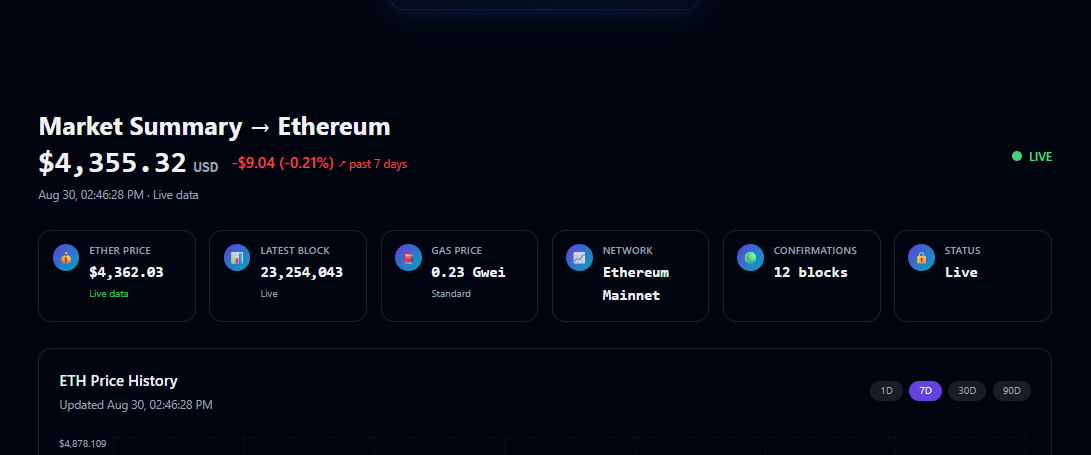 Market Summary → Ethereum
$4,355.32 USD -$9.04 (-0.21%) ↗ past 7 days
LIVE
Aug 30, 02:46:28 PM · Live data
ETHER PRICE
$4,362.03
Live data
LATEST BLOCK
23,254,043
Live
GAS PRICE
0.23 Gwei
Standard
NETWORK
Ethereum
Mainnet
CONFIRMATIONS
12 blocks
STATUS
Live
ETH Price History
Updated Aug 30, 02:46:28 PM
1D 7D 30D 90D
$4,878.109